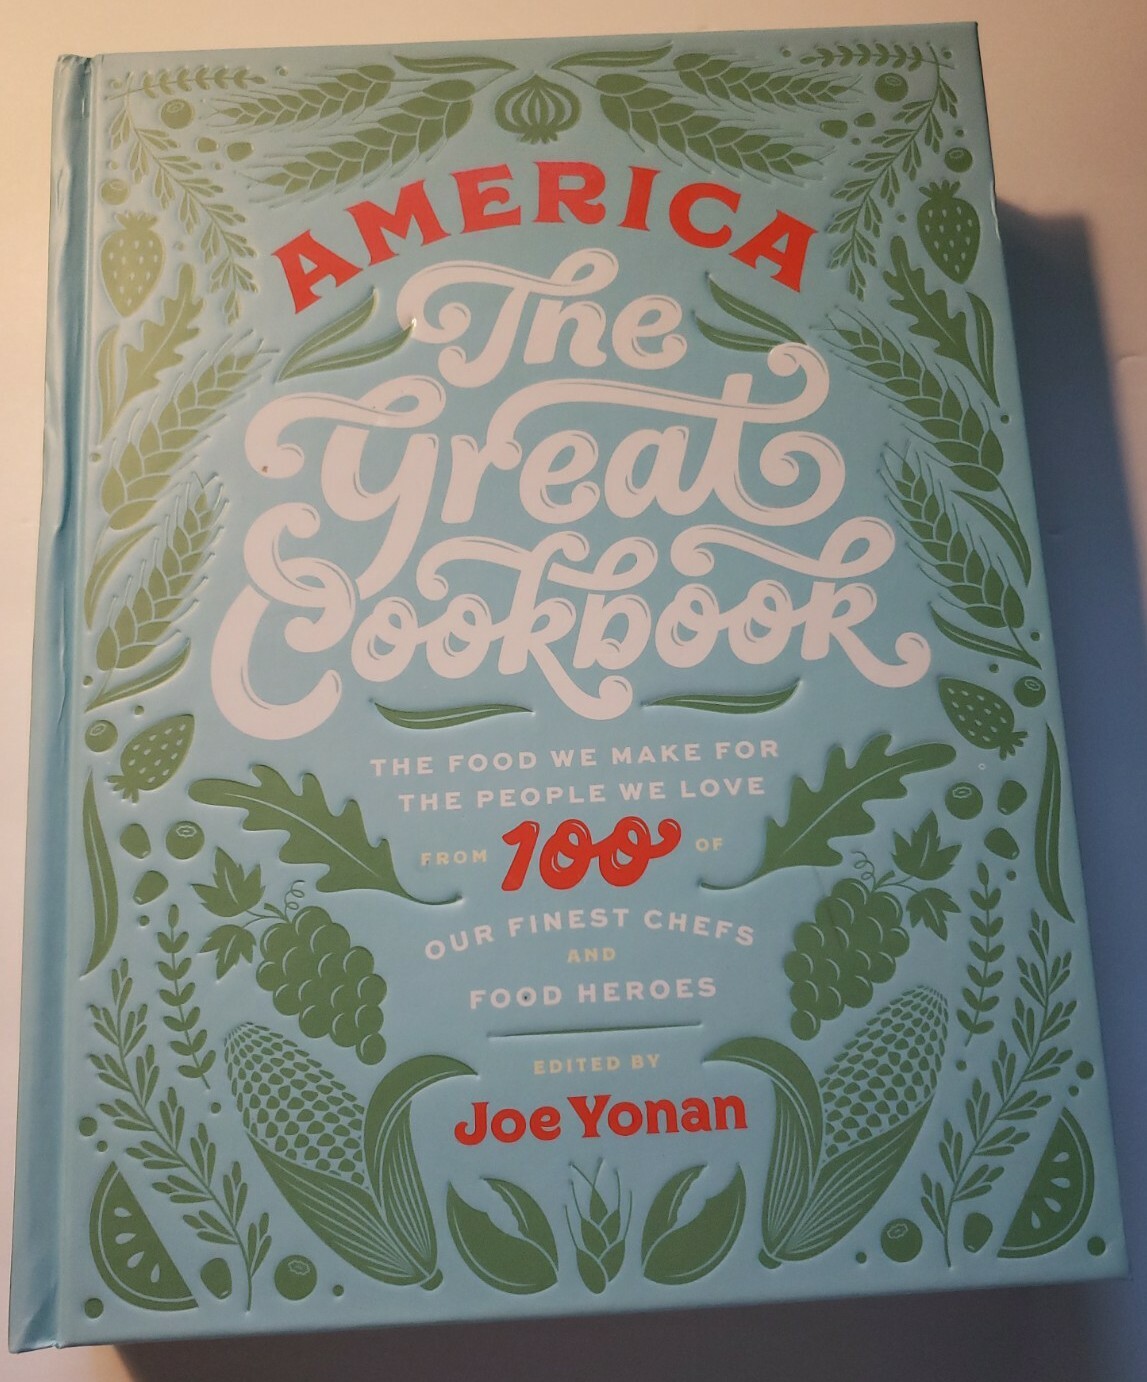 AMERICA
The
Great
Cookbook
THE FOOD WE MAKE FOR
THE PEOPLE WE LOVE
FROM 100 OF
OUR FINEST CHEFS
AND
FOOD HEROES
EDITED BY
Joe Yonan